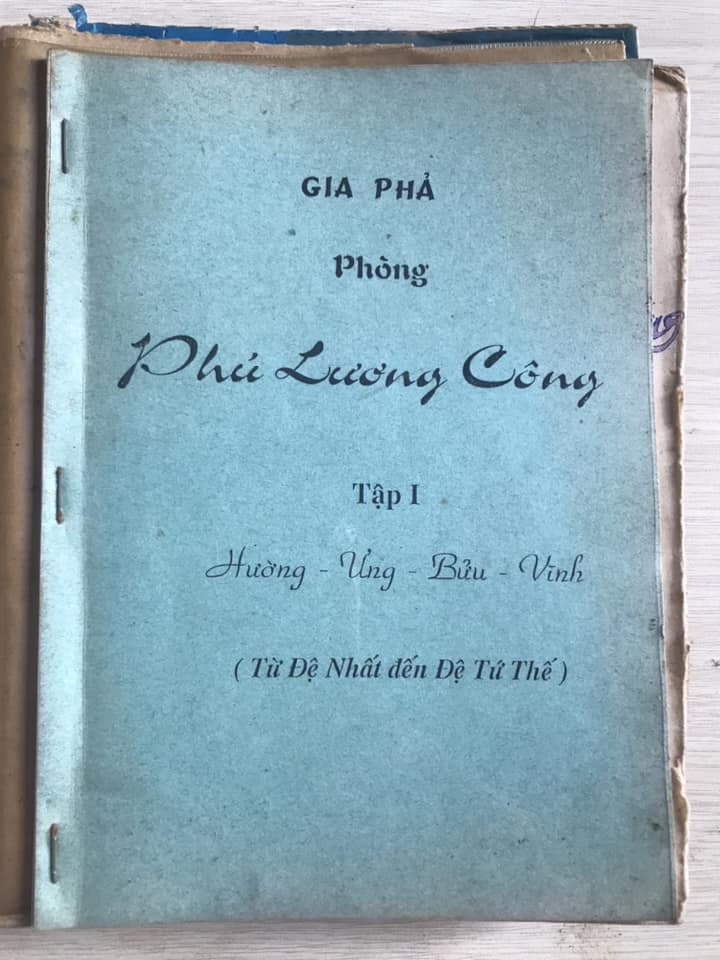 GIA PHẢ
Phòng
Phú Lương Công
Tập I
Hường - Ưng - Bửu - Vĩnh
( Từ Đệ Nhất đến Đệ Tứ Thế )